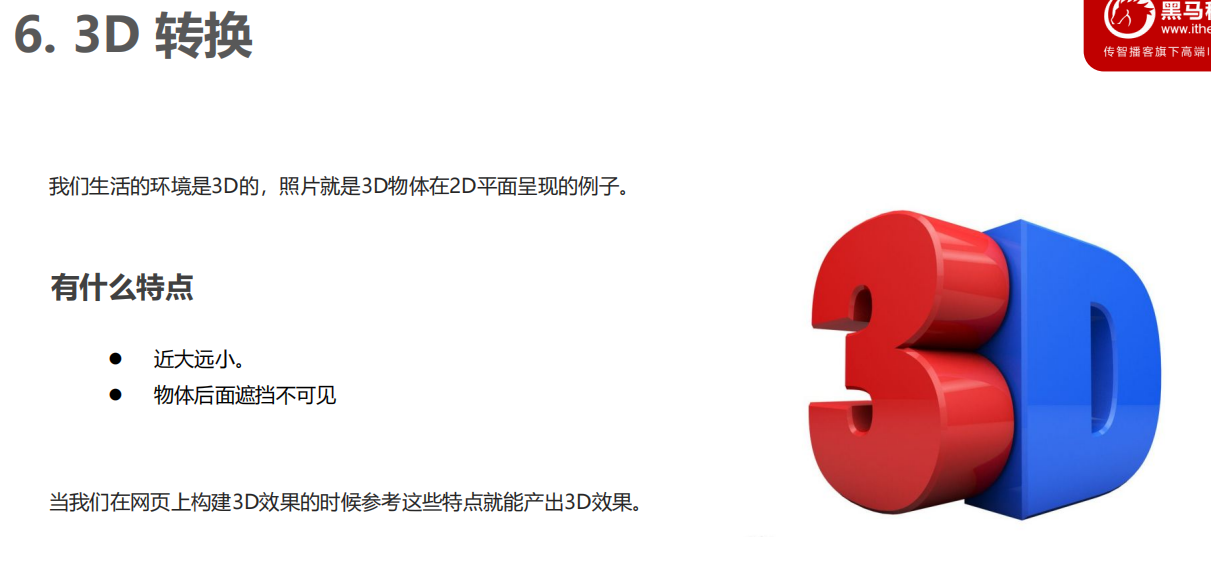 6. 3D 转换
黑马
www.ithe
传智播客旗下高端I
我们生活的环境是3D的，照片就是3D物体在2D平面呈现的例子。
有什么特点
● 近大远小。
● 物体后面遮挡不可见
当我们在网页上构建3D效果的时候参考这些特点就能产出3D效果。
3D